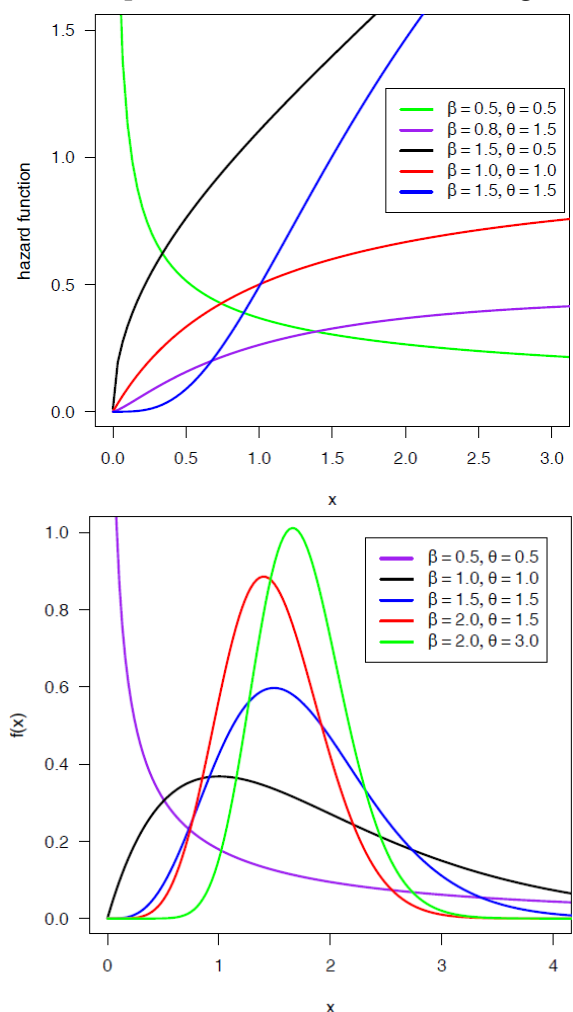 1.5
1.0
0.5
0.0
hazard function
β = 0.5, θ = 0.5
β = 0.8, θ = 1.5
β = 1.5, θ = 0.5
β = 1.0, θ = 1.0
β = 1.5, θ = 1.5
0.0 0.5 1.0 1.5 2.0 2.5 3.0
x
1.0
0.8
0.6
0.4
0.2
0.0
f(x)
β = 0.5, θ = 0.5
β = 1.0, θ = 1.0
β = 1.5, θ = 1.5
β = 2.0, θ = 1.5
β = 2.0, θ = 3.0
0 1 2 3 4
x